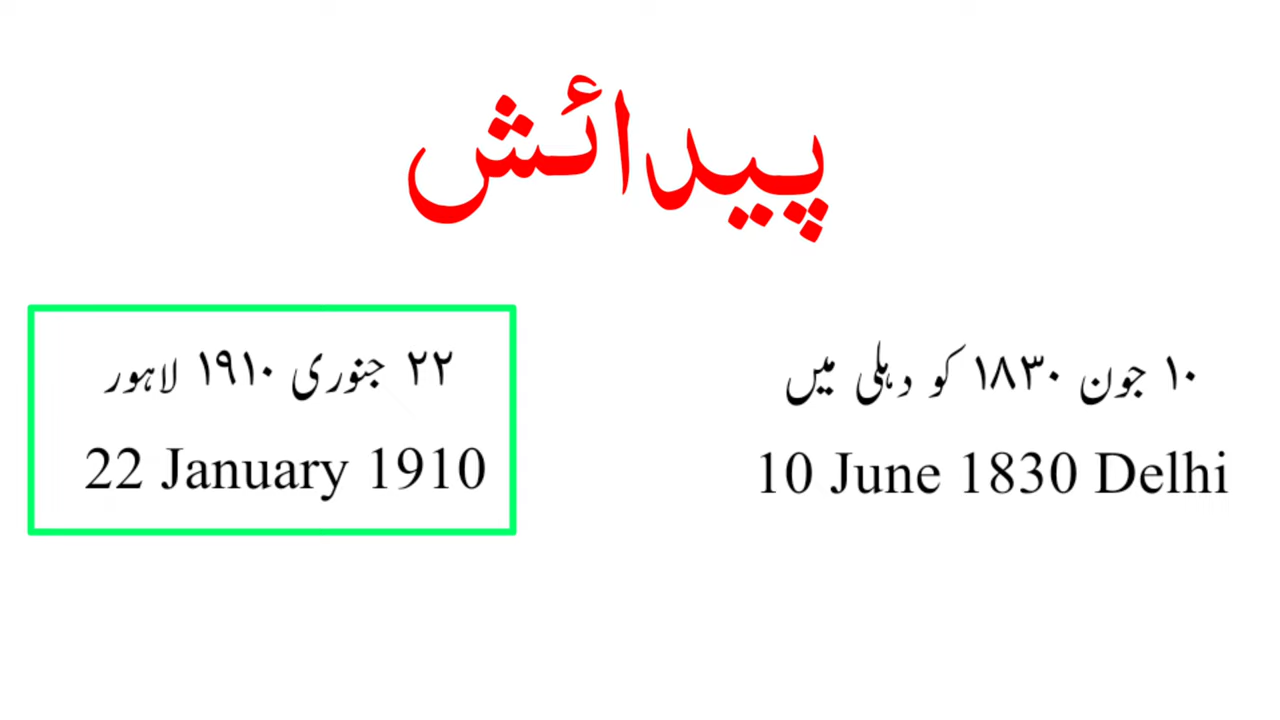 پیدائش
۱۰ جون ۱۸۳۰ کو دہلی میں
10 June 1830 Delhi
۲۲ جنوری ۱۹۱۰ لاہور
22 January 1910